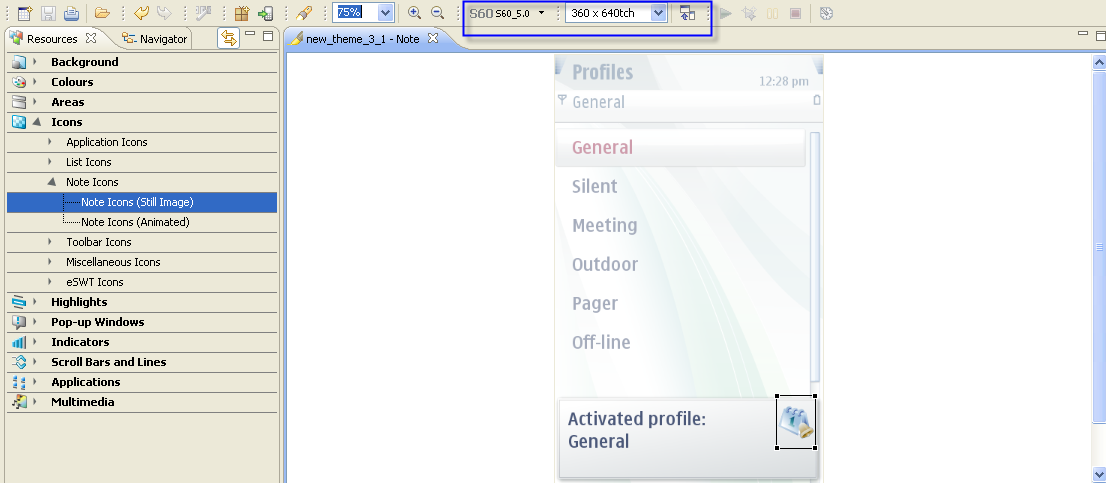 75%
S60 S60_5.0
360 x 640tch
Resources
Navigator
Background
Colours
Areas
Icons
Application Icons
List Icons
Note Icons
Note Icons (Still Image)
Note Icons (Animated)
Toolbar Icons
Miscellaneous Icons
eSWT Icons
Highlights
Pop-up Windows
Indicators
Scroll Bars and Lines
Applications
Multimedia
new_theme_3_1 - Note
Profiles
12:28 pm
General
General
Silent
Meeting
Outdoor
Pager
Off-line
Activated profile:
General